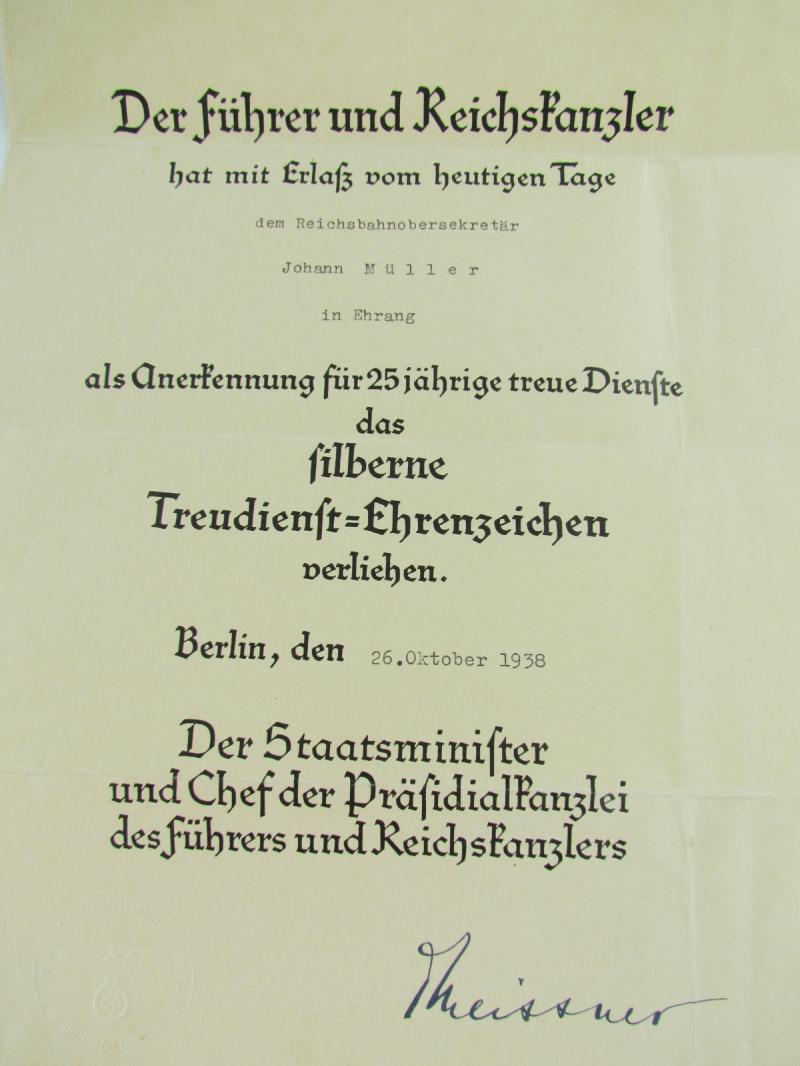 Der Führer und Reichskanzler
hat mit Erlaß vom heutigen Tage
dem Reichsbahnobersekretär
Johann M ü l l e r
in Ehrang
als Anerkennung für 25 jährige treue Dienſte
das
ſilberne
Treudienſt=Ehrenzeichen
verliehen.
Berlin, den 26.Oktober 1938
Der Staatsminiſter
und Chef der Präſidialkanzlei
des Führers und Reichskanzlers
Meissner